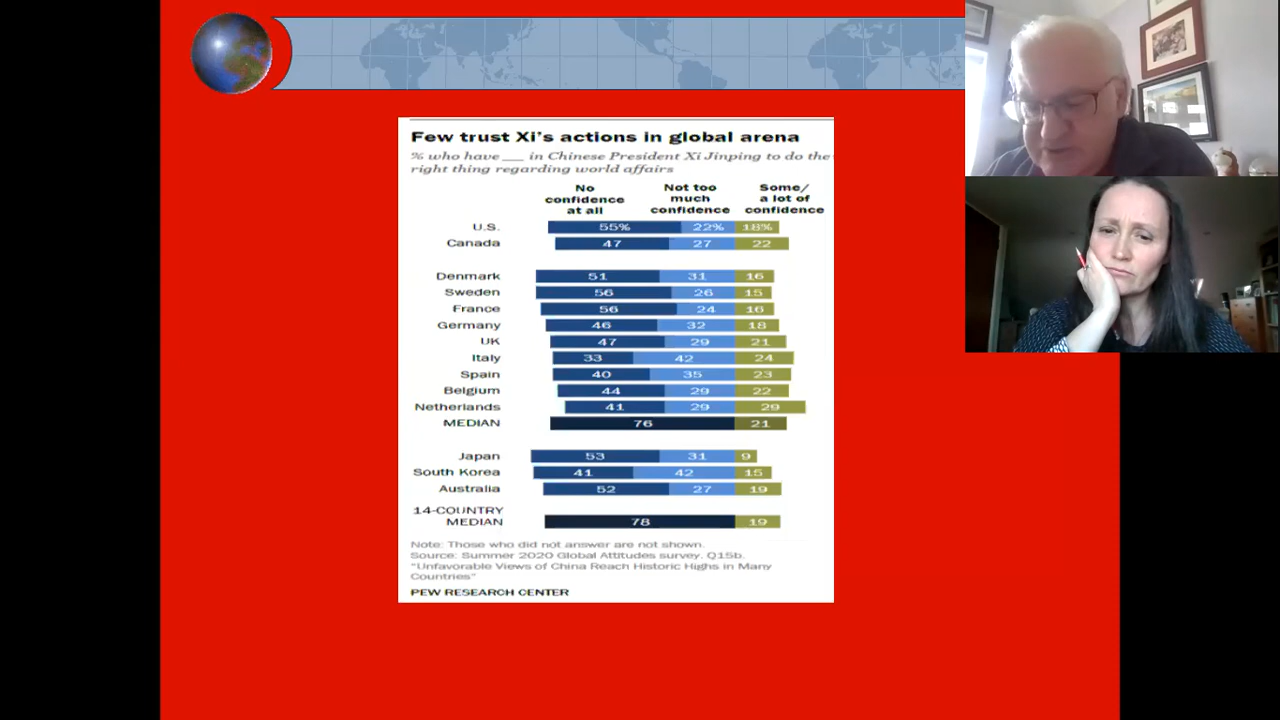 Few trust Xi's actions in global arena
% who have ___ in Chinese President Xi Jinping to do the
right thing regarding world affairs
No confidence at all Not too much confidence Some/ a lot of confidence
U.S. 55% 22% 18%
Canada 47 27 22
Denmark 51 31 16
Sweden 56 26 15
France 56 24 16
Germany 46 32 18
UK 47 29 21
Italy 33 42 24
Spain 40 35 23
Belgium 44 29 22
Netherlands 41 29 29
MEDIAN 76 21
Japan 53 31 9
South Korea 41 42 15
Australia 52 27 19
14-COUNTRY
MEDIAN 78 19
Note: Those who did not answer are not shown.
Source: Summer 2020 Global Attitudes survey. Q15b.
"Unfavorable Views of China Reach Historic Highs in Many
Countries"
PEW RESEARCH CENTER